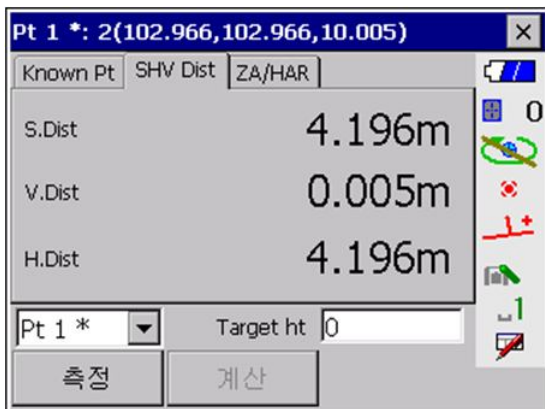 Pt 1 *: 2(102.966,102.966,10.005)
Known Pt SHV Dist ZA/HAR
0
S.Dist 4.196m
V.Dist 0.005m
H.Dist 4.196m
1
Pt 1 * Target ht 0
측정 계산